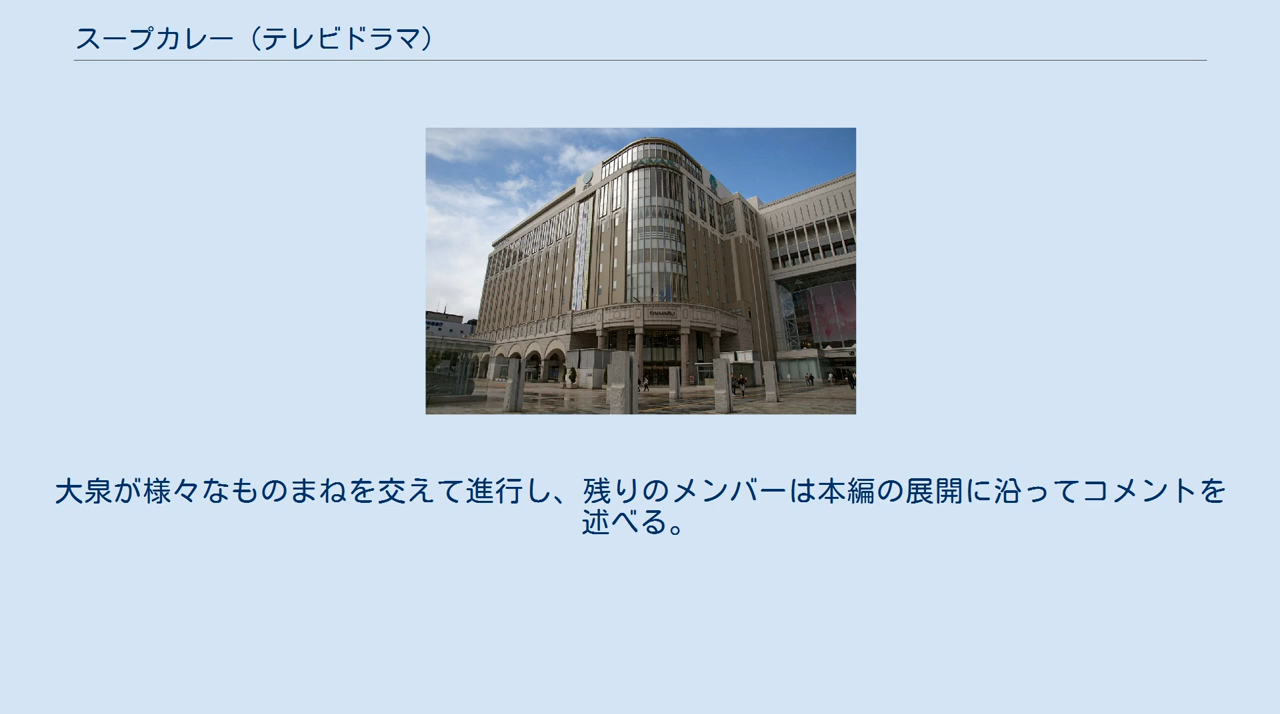 スープカレー（テレビドラマ）
大泉が様々なものまねを交えて進行し、残りのメンバーは本編の展開に沿ってコメントを
述べる。